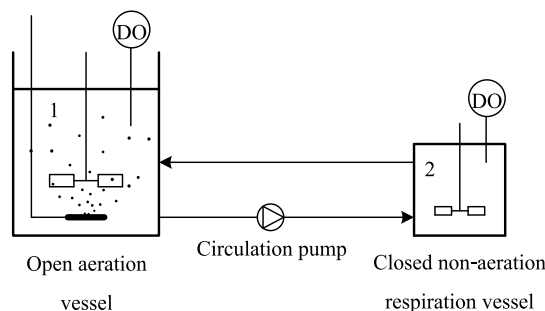 DO
1
DO
2
Circulation pump
Open aeration
vessel
Closed non-aeration
respiration vessel